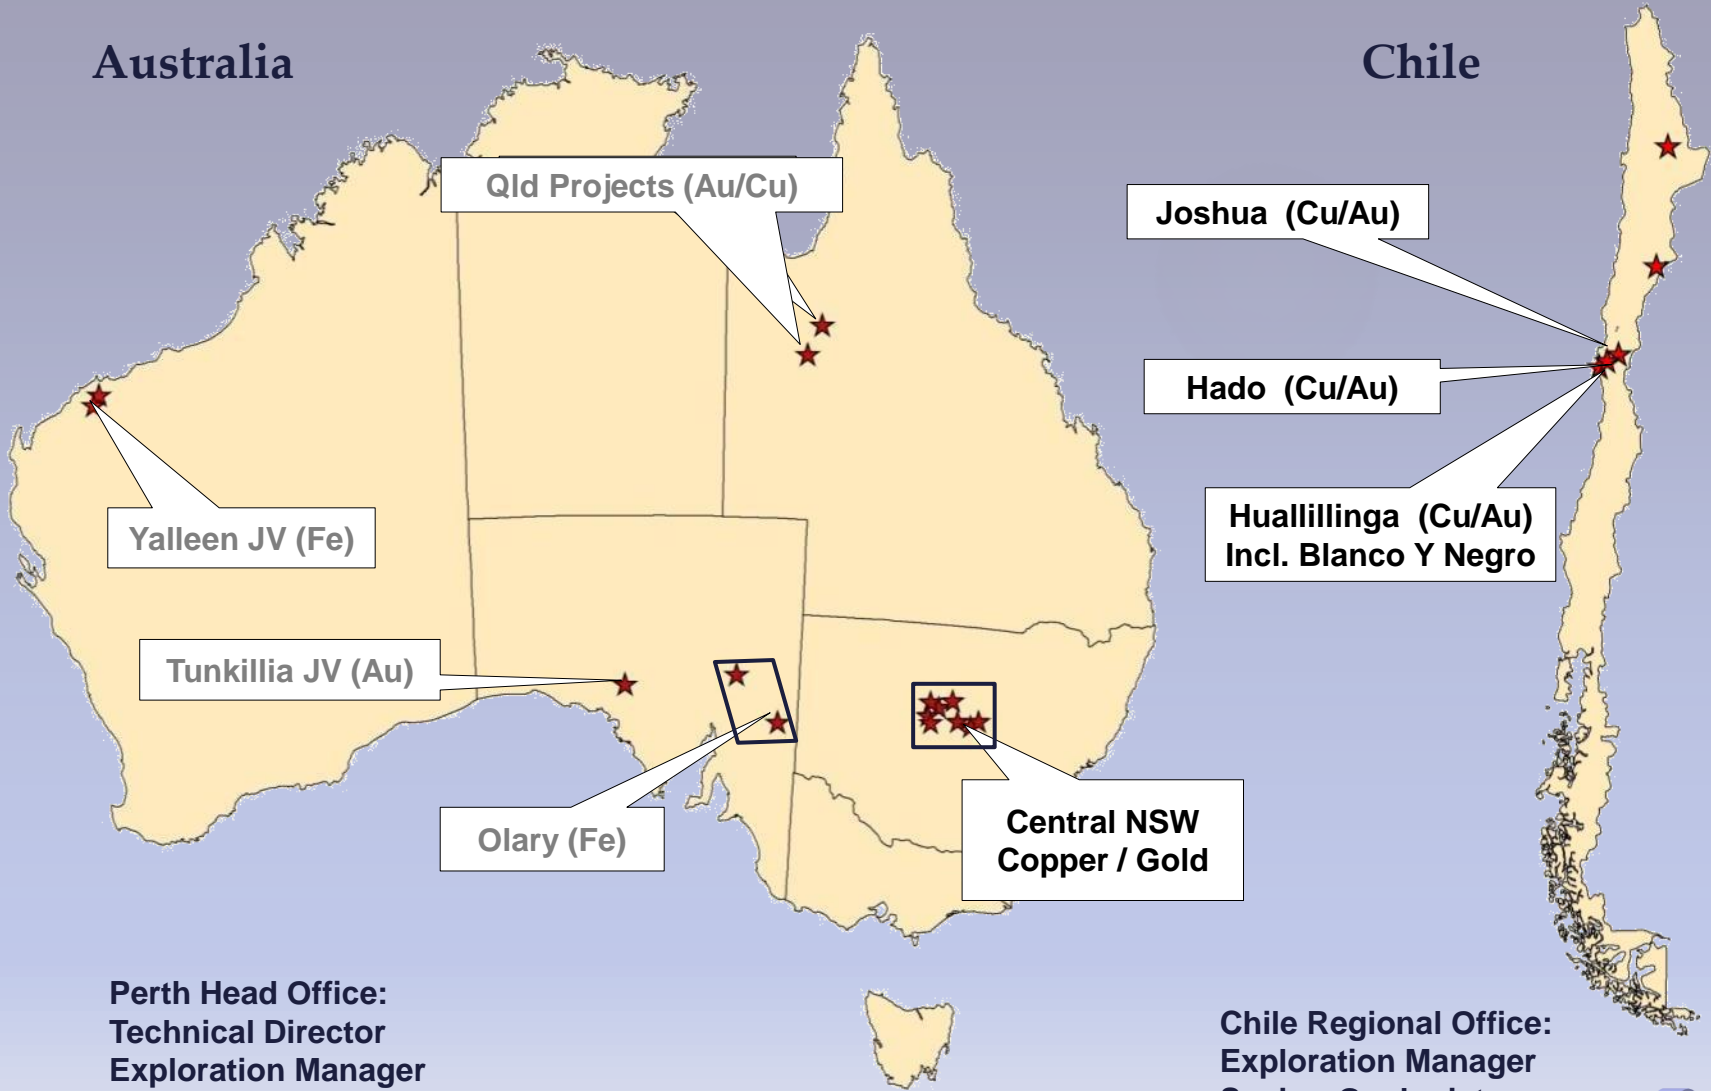 Australia
Chile
Qld Projects (Au/Cu)
Joshua (Cu/Au)
Hado (Cu/Au)
Yalleen JV (Fe)
Huallillinga (Cu/Au)
Incl. Blanco Y Negro
Tunkillia JV (Au)
Olary (Fe)
Central NSW
Copper / Gold
Perth Head Office:
Technical Director
Exploration Manager
Chile Regional Office:
Exploration Manager